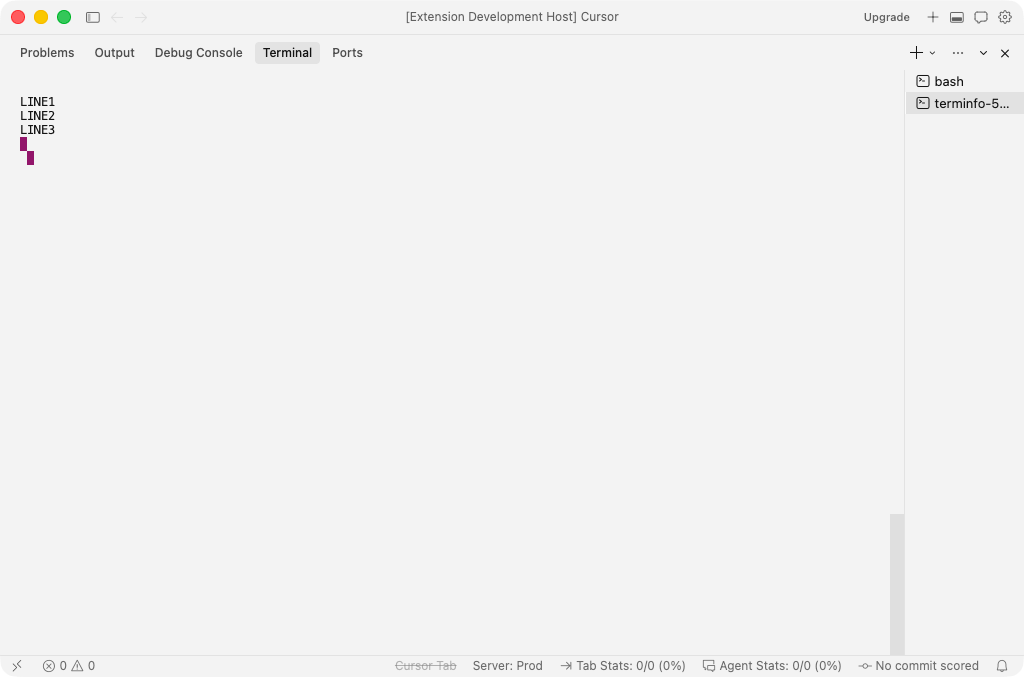 [Extension Development Host] Cursor
Upgrade
Problems Output Debug Console Terminal Ports
bash
terminfo-5...
LINE1
LINE2
LINE3
0 0 Cursor Tab Server: Prod Tab Stats: 0/0 (0%) Agent Stats: 0/0 (0%) No commit scored